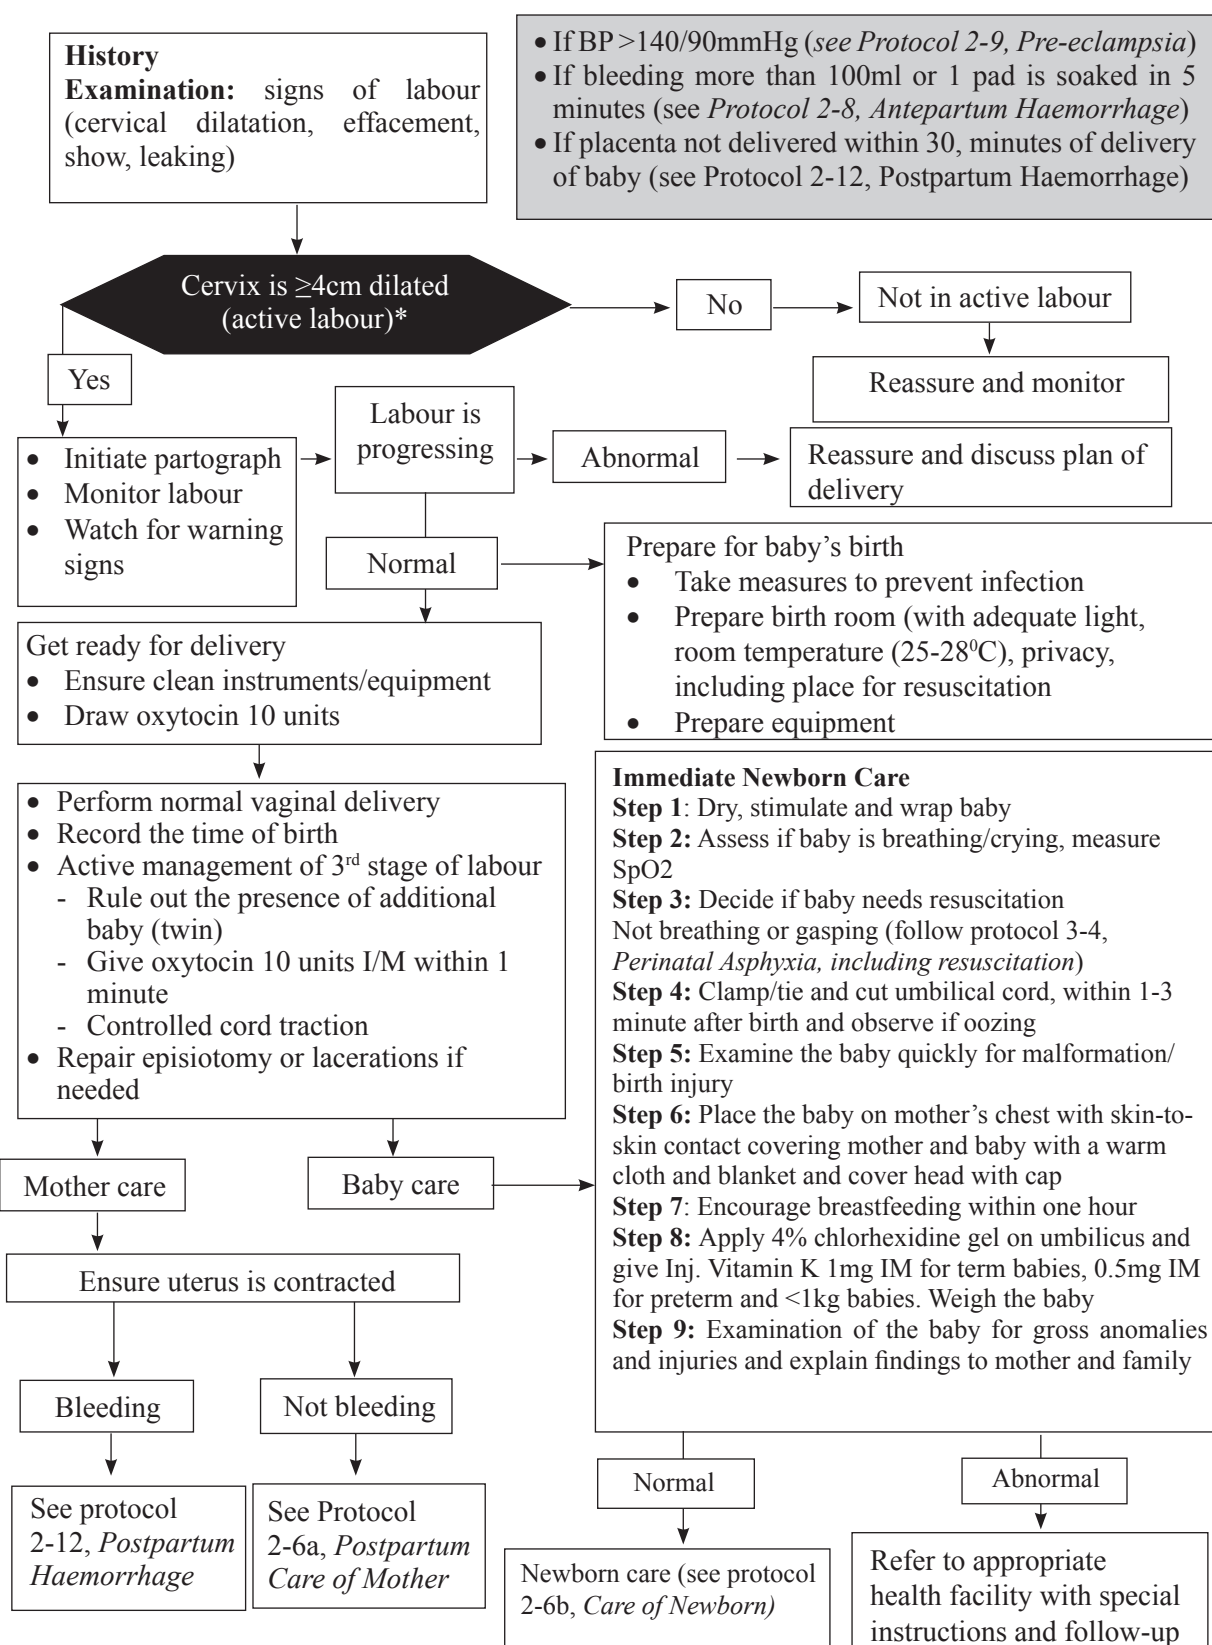 History
Examination: signs of labour
(cervical dilatation, effacement,
show, leaking)
• If BP >140/90mmHg (see Protocol 2-9, Pre-eclampsia)
• If bleeding more than 100ml or 1 pad is soaked in 5
minutes (see Protocol 2-8, Antepartum Haemorrhage)
• If placenta not delivered within 30, minutes of delivery
of baby (see Protocol 2-12, Postpartum Haemorrhage)
Cervix is ≥4cm dilated
(active labour)*
No
Not in active labour
Reassure and monitor
Yes
• Initiate partograph
• Monitor labour
• Watch for warning
signs
Labour is
progressing
Abnormal
Reassure and discuss plan of
delivery
Normal
Prepare for baby’s birth
• Take measures to prevent infection
• Prepare birth room (with adequate light,
room temperature (25-28⁰C), privacy,
including place for resuscitation
• Prepare equipment
Get ready for delivery
• Ensure clean instruments/equipment
• Draw oxytocin 10 units
• Perform normal vaginal delivery
• Record the time of birth
• Active management of 3rd stage of labour
- Rule out the presence of additional
baby (twin)
- Give oxytocin 10 units I/M within 1
minute
- Controlled cord traction
• Repair episiotomy or lacerations if
needed
Mother care
Baby care
Immediate Newborn Care
Step 1: Dry, stimulate and wrap baby
Step 2: Assess if baby is breathing/crying, measure
SpO2
Step 3: Decide if baby needs resuscitation
Not breathing or gasping (follow protocol 3-4,
Perinatal Asphyxia, including resuscitation)
Step 4: Clamp/tie and cut umbilical cord, within 1-3
minute after birth and observe if oozing
Step 5: Examine the baby quickly for malformation/
birth injury
Step 6: Place the baby on mother’s chest with skin-to-
skin contact covering mother and baby with a warm
cloth and blanket and cover head with cap
Step 7: Encourage breastfeeding within one hour
Step 8: Apply 4% chlorhexidine gel on umbilicus and
give Inj. Vitamin K 1mg IM for term babies, 0.5mg IM
for preterm and <1kg babies. Weigh the baby
Step 9: Examination of the baby for gross anomalies
and injuries and explain findings to mother and family
Ensure uterus is contracted
Bleeding
Not bleeding
See protocol
2-12, Postpartum
Haemorrhage
See Protocol
2-6a, Postpartum
Care of Mother
Normal
Abnormal
Newborn care (see protocol
2-6b, Care of Newborn)
Refer to appropriate
health facility with special
instructions and follow-up